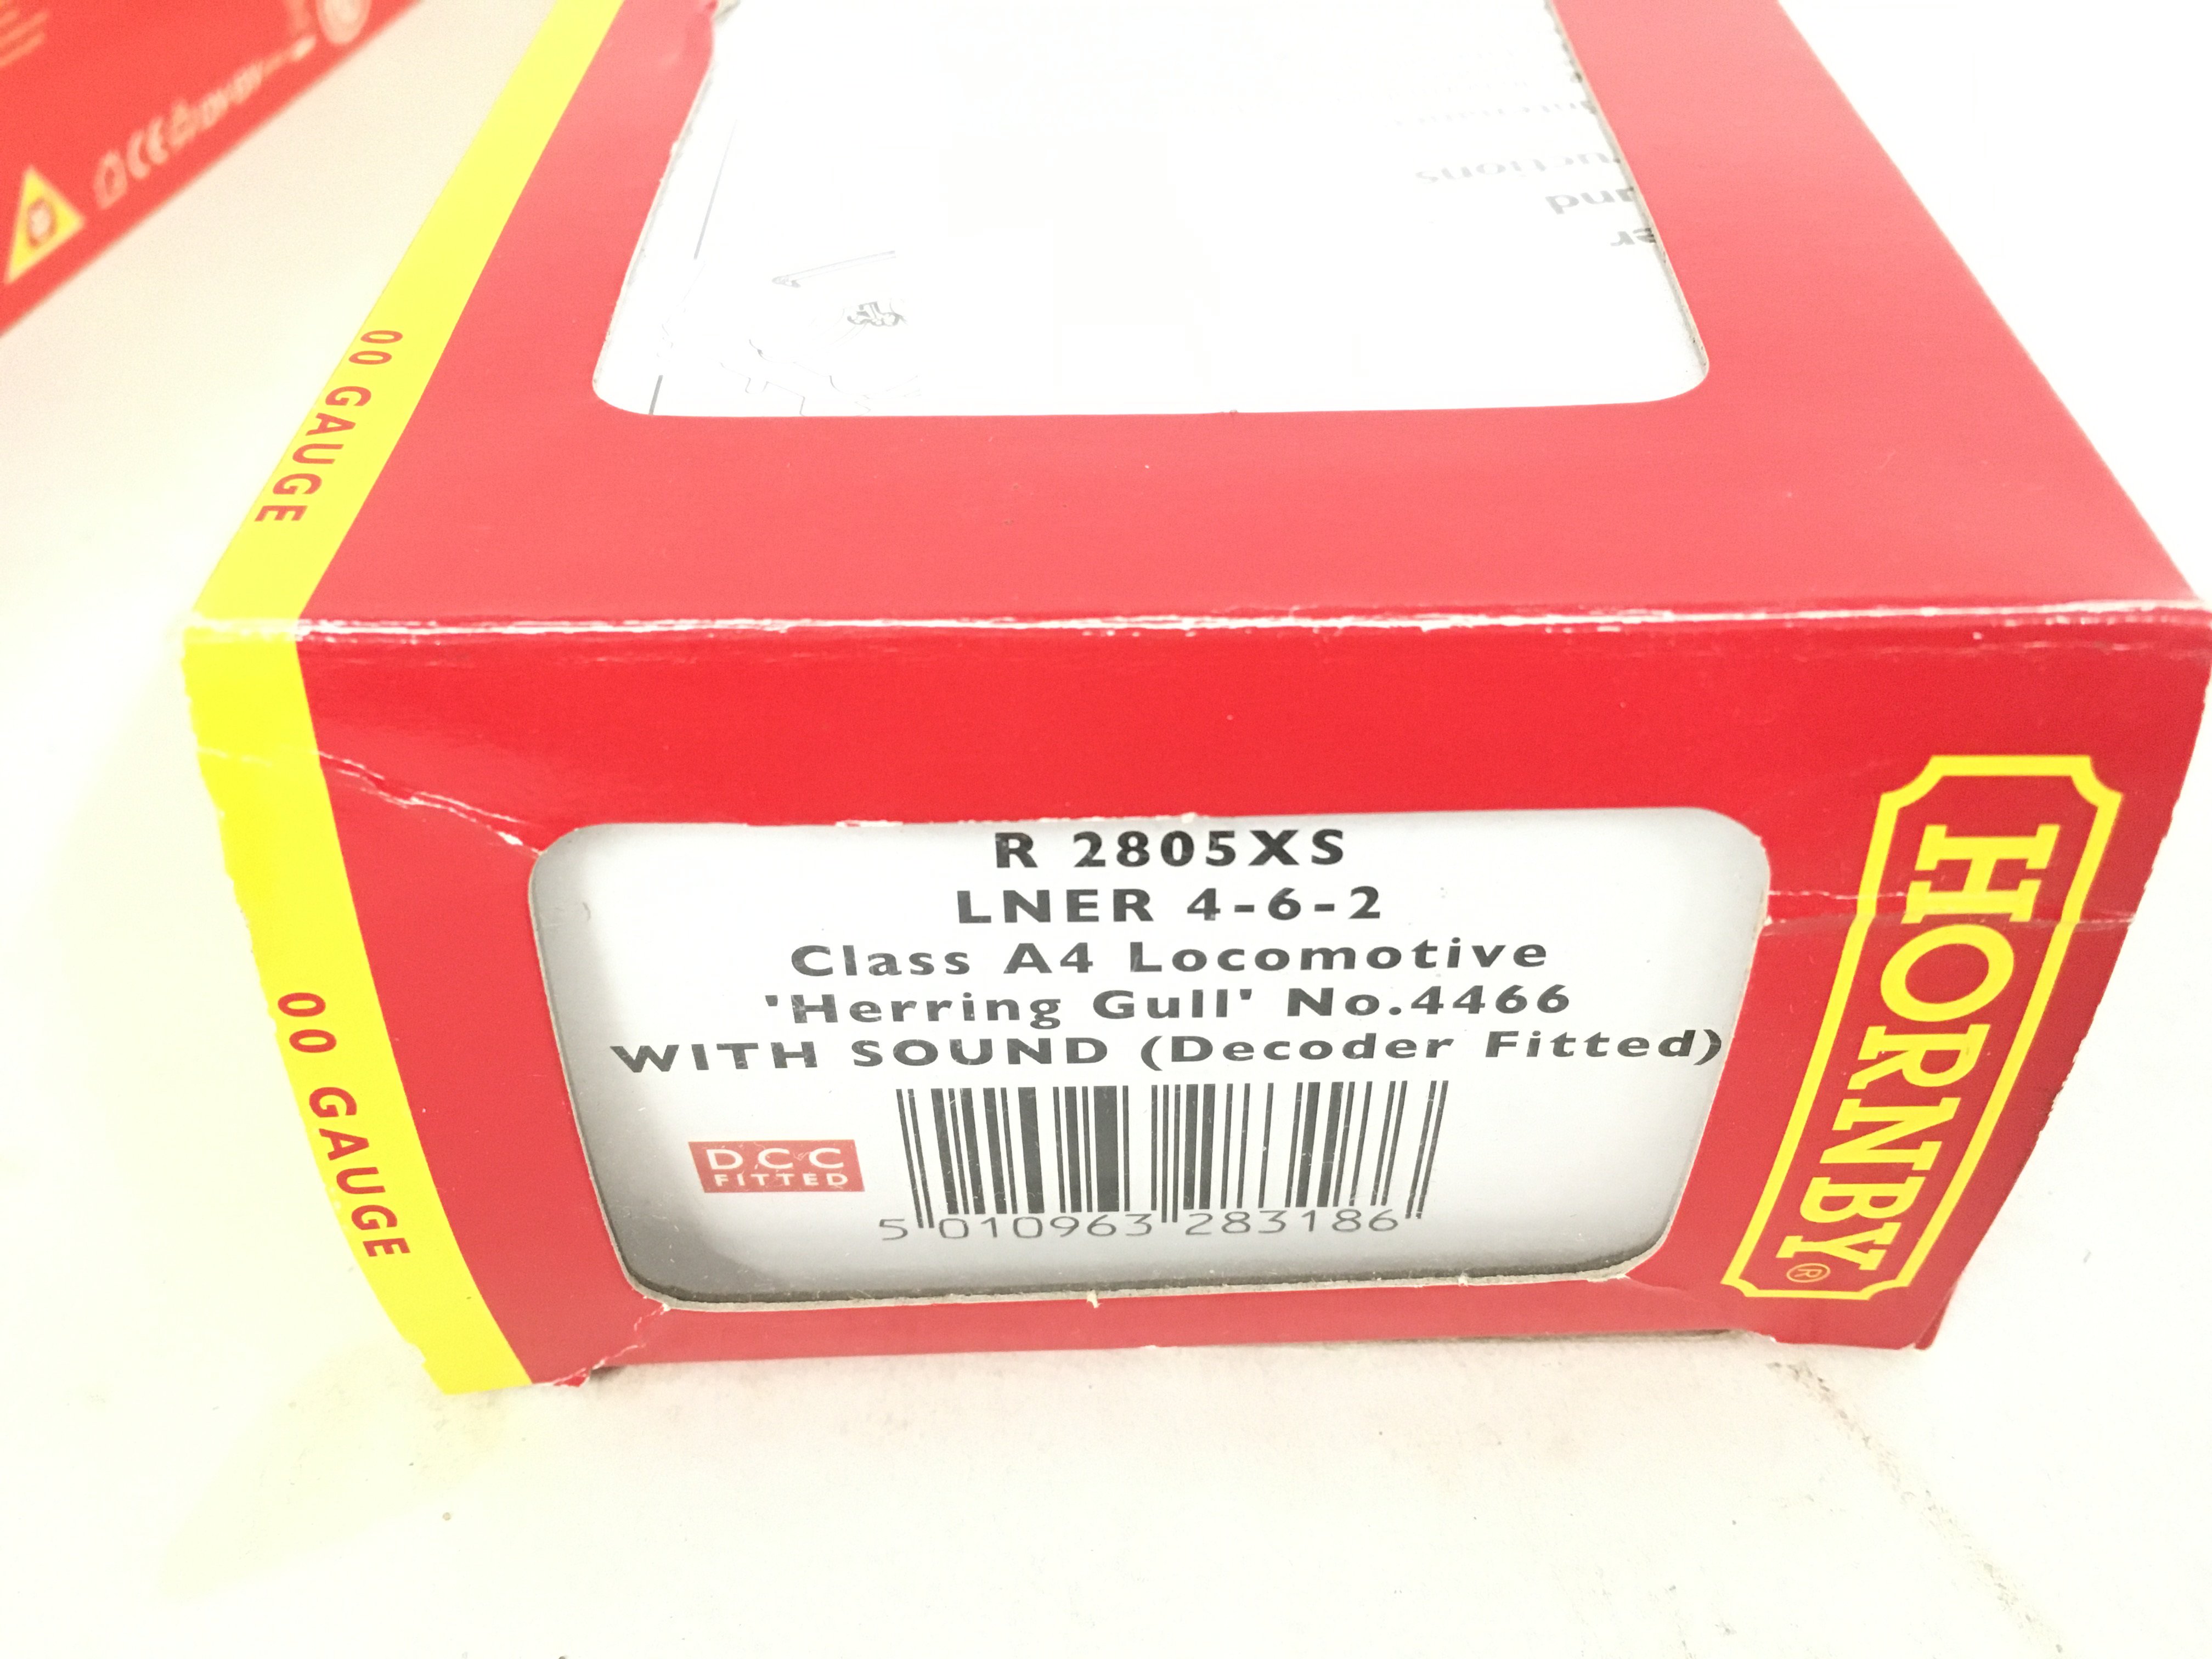 R 2805XS
LNER 4-6-2
Class A4 Locomotive
'Herring Gull' No.4466
WITH SOUND (Decoder Fitted)
DCC
FITTED
5 010963 283186
HORNBY®
00 GAUGE
00 GAUGE